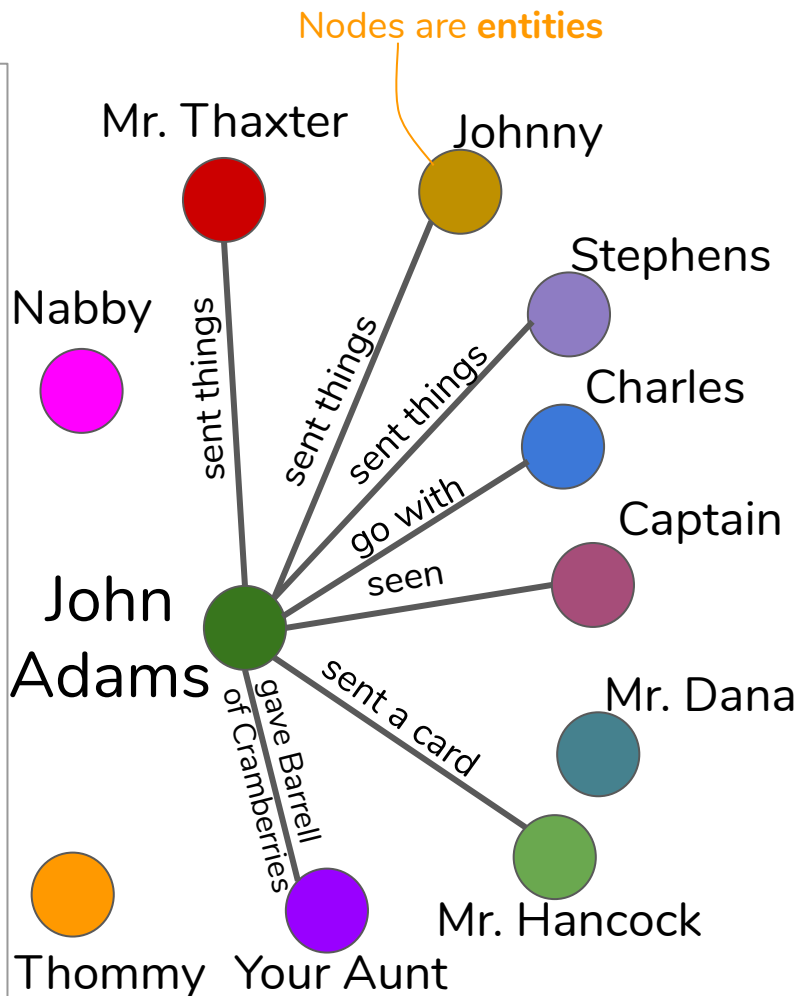 Nodes are entities
Mr. Thaxter
Johnny
Stephens
Nabby
sent things
sent things
sent things
Charles
go with
Captain
seen
John
Adams
sent a card
Mr. Dana
gave Barrell
of Cramberries
Mr. Hancock
Thommy
Your Aunt